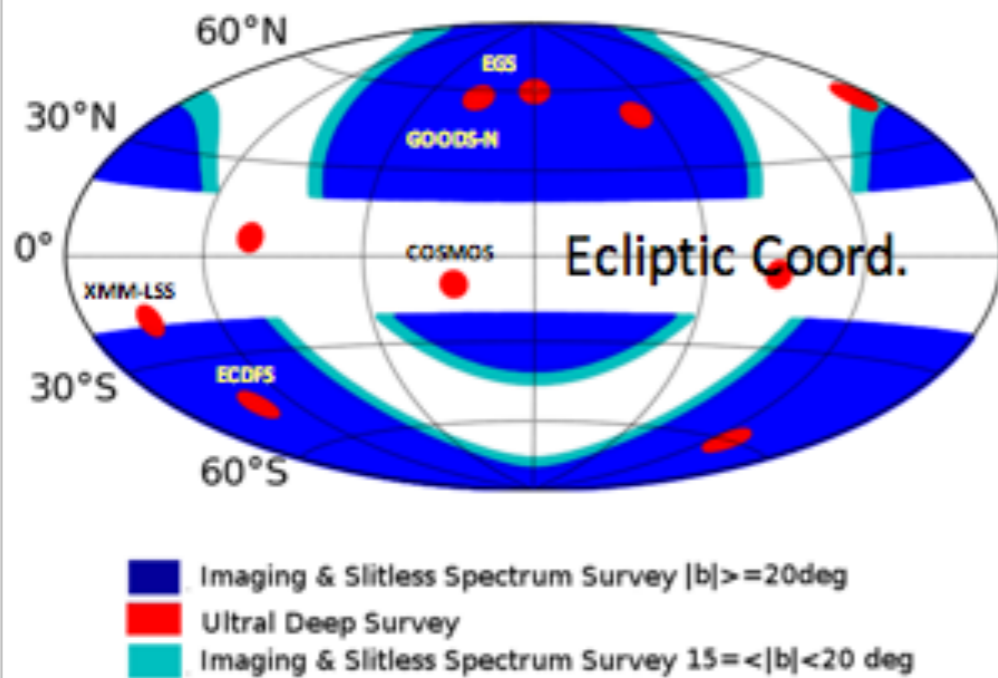 60°N
EGS
30°N
GOODS-N
0°
COSMOS
Ecliptic Coord.
XMM-LSS
30°S
ECDFS
60°S
Imaging & Slitless Spectrum Survey |b|>=20deg
Ultral Deep Survey
Imaging & Slitless Spectrum Survey 15=<|b|<20 deg